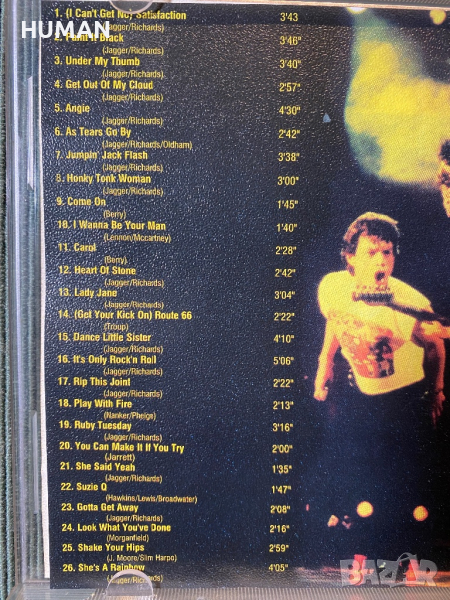 HUMAN
1. (I Can't Get No) Satisfaction 3'43
(Jagger/Richards)
2. Paint It Black 3'46"
(Jagger/Richards)
3. Under My Thumb 3'40"
(Jagger/Richards)
4. Get Out Of My Cloud 2'57"
(Jagger/Richards)
5. Angie 4'30"
(Jagger/Richards)
6. As Tears Go By 2'42"
(Jagger/Richards/Oldham)
7. Jumpin' Jack Flash 3'38"
(Jagger/Richards)
8. Honky Tonk Woman 3'00"
(Jagger/Richards)
9. Come On 1'45"
(Berry)
10. I Wanna Be Your Man 1'40"
(Lennon/Mccartney)
11. Carol 2'28"
(Berry)
12. Heart Of Stone 2'42"
(Jagger/Richards)
13. Lady Jane 3'04"
(Jagger/Richards)
14. (Get Your Kick On) Route 66 2'22"
(Troup)
15. Dance Little Sister 4'10"
(Jagger/Richards)
16. It's Only Rock'n Roll 5'06"
(Jagger/Richards)
17. Rip This Joint 2'22"
(Jagger/Richards)
18. Play With Fire 2'13"
(Nanker/Phelge)
19. Ruby Tuesday 3'16"
(Jagger/Richards)
20. You Can Make It If You Try 2'00"
(Jarrett)
21. She Said Yeah 1'35"
22. Suzie Q 1'47"
(Hawkins/Lewis/Broadwater)
23. Gotta Get Away 2'08"
(Jagger/Richards)
24. Look What You've Done 2'16"
(Morganfield)
25. Shake Your Hips 2'59"
(J. Moore/Slim Harpo)
26. She's A Rainbow 4'05"
(Jagger/Richards)
bazar